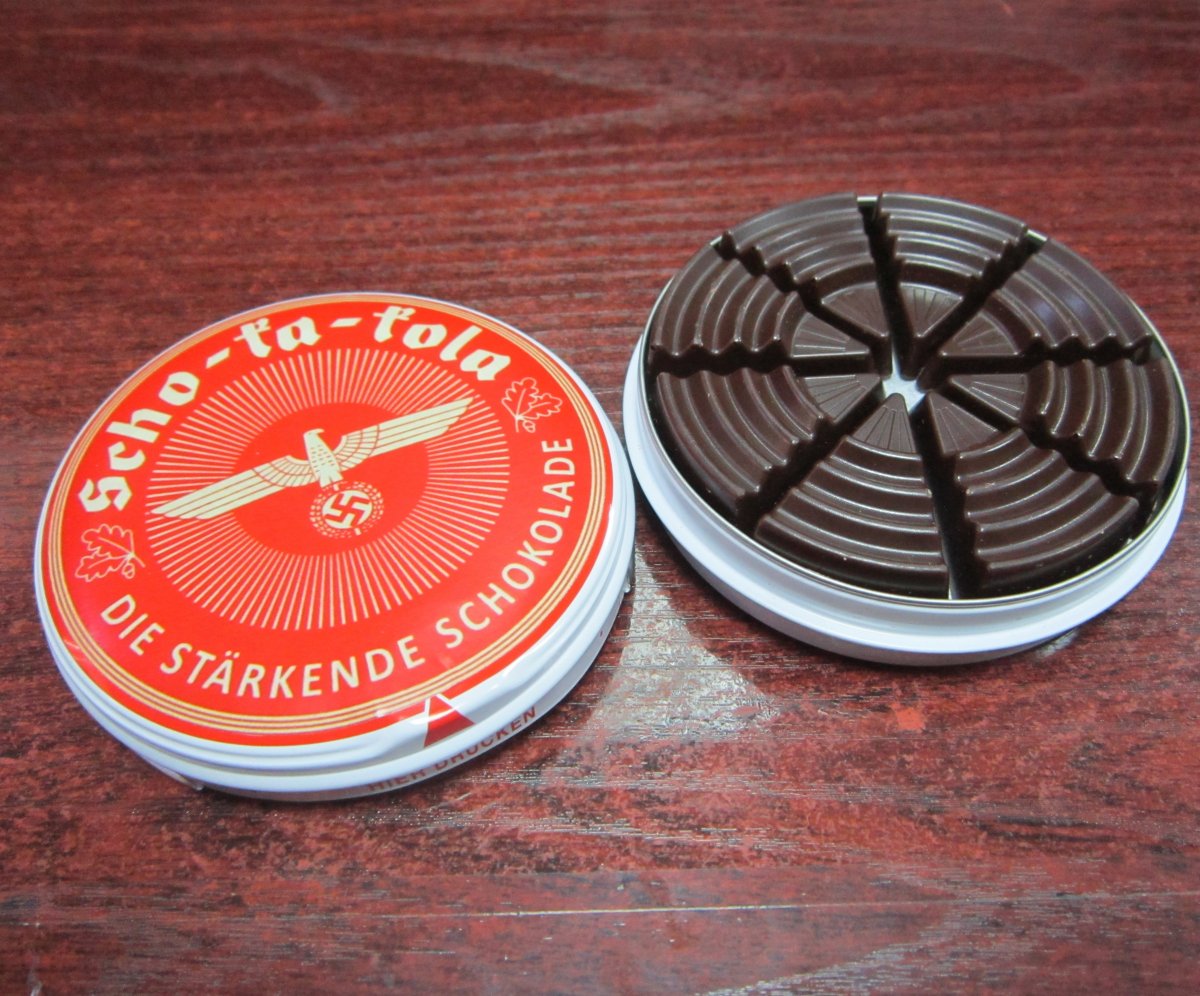 Scho-ka-kola
DIE STÄRKENDE SCHOKOLADE
HIER DRÜCKEN